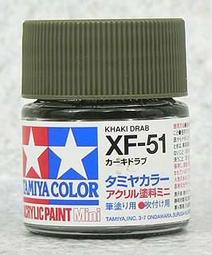 KHAKI DRAB
XF-51
カーキドラブ
TAMIYA COLOR
ACRYLIC PAINT Mini
タミヤカラー
アクリル塗料ミニ
筆塗り用●吹付け用
TAMIYA, INC.